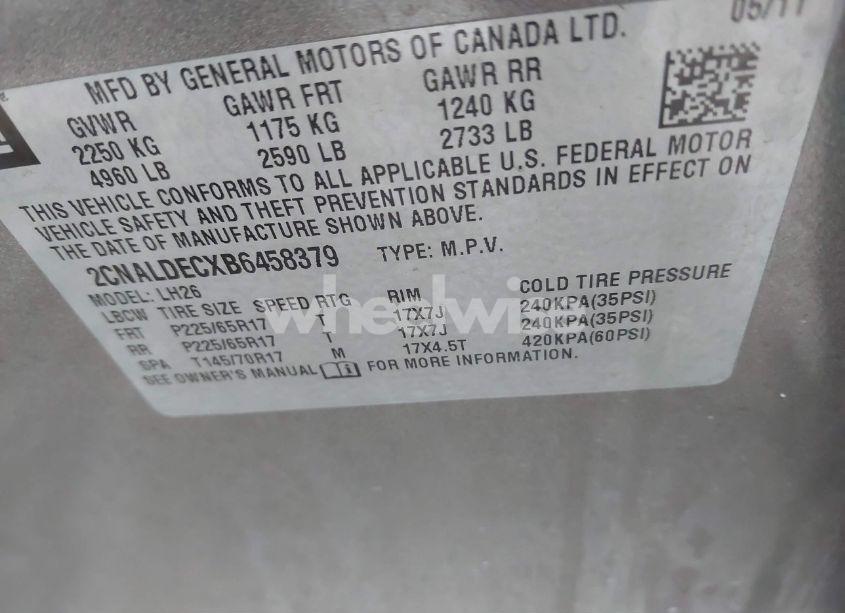 05/11
MFD BY GENERAL MOTORS OF CANADA LTD.
GVWR GAWR FRT GAWR RR
2250 KG 1175 KG 1240 KG
4960 LB 2590 LB 2733 LB
THIS VEHICLE CONFORMS TO ALL APPLICABLE U.S. FEDERAL MOTOR
VEHICLE SAFETY AND THEFT PREVENTION STANDARDS IN EFFECT ON
THE DATE OF MANUFACTURE SHOWN ABOVE.
2CNALDECXB6458379 TYPE: M.P.V.
MODEL: LH26
LBCW TIRE SIZE SPEED RTG RIM COLD TIRE PRESSURE
FRT P225/65R17 T 17X7J 240KPA(35PSI)
RR P225/65R17 T 17X7J 240KPA(35PSI)
SPA T145/70R17 M 17X4.5T 420KPA(60PSI)
SEE OWNER'S MANUAL FOR MORE INFORMATION.
wheelwise